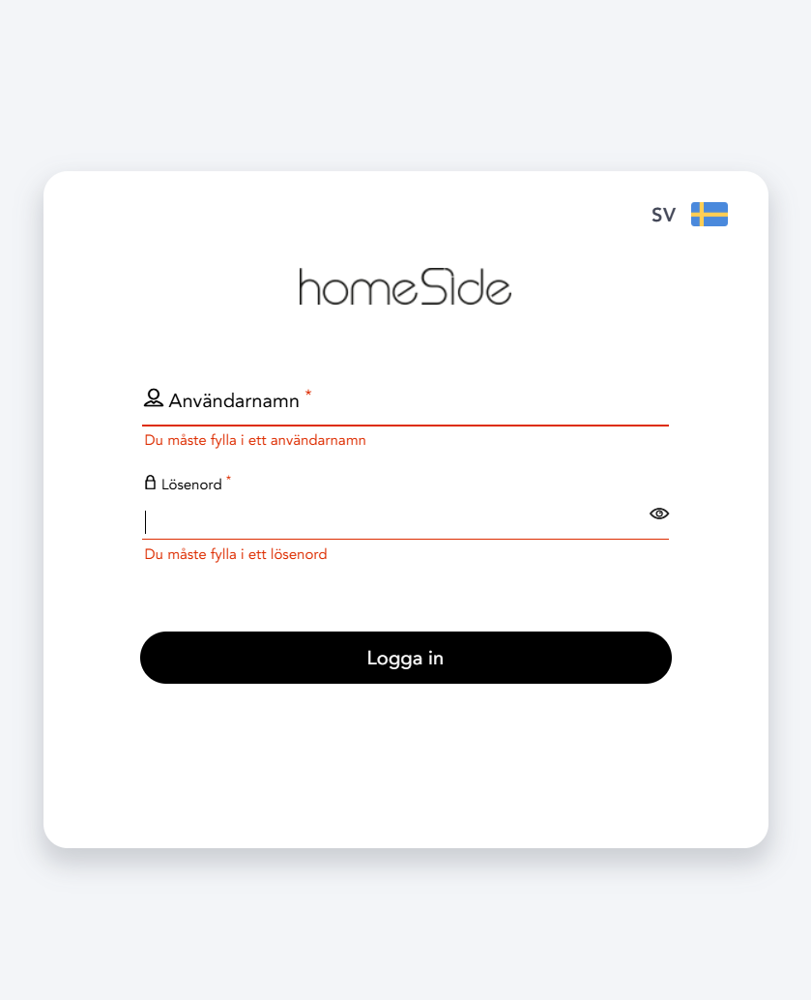 SV
homeSide
Användarnamn *
Du måste fylla i ett användarnamn
Lösenord *
Du måste fylla i ett lösenord
Logga in